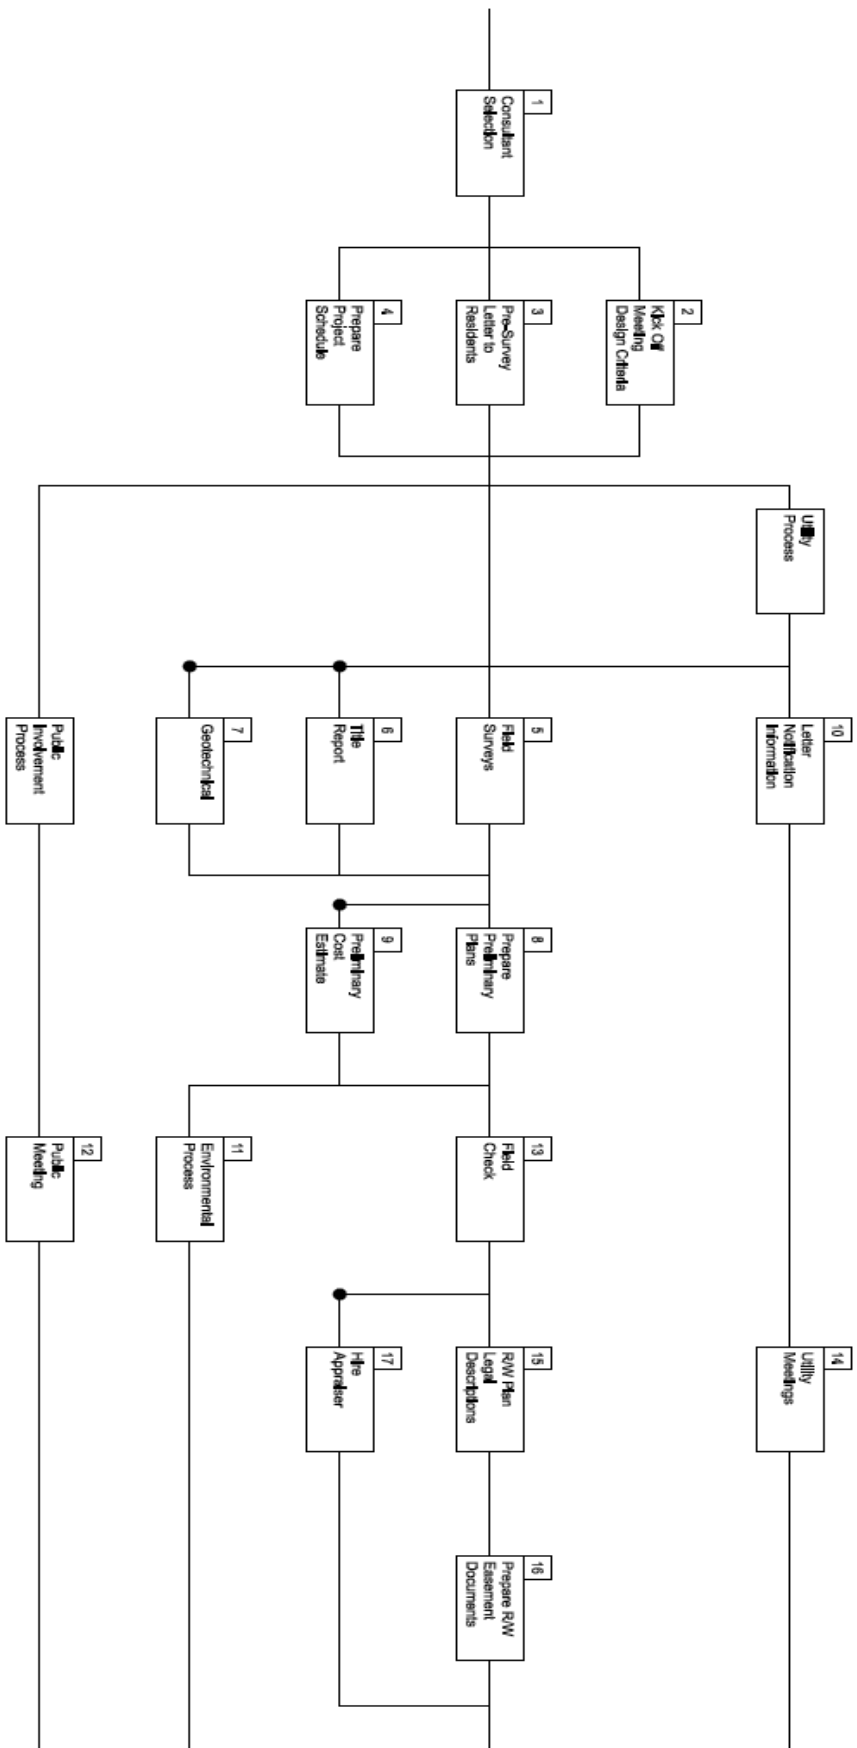 1
Consultant
Selection
2
Kick Off
Meeting
Design Criteria
3
Pre-Survey
Letter to
Residents
4
Prepare
Project
Schedule
Utility
Process
10
Letter
Notification
Information
5
Field
Surveys
6
Title
Report
7
Geotechnical
Public
Involvement
Process
8
Prepare
Preliminary
Plans
9
Preliminary
Cost
Estimate
13
Field
Check
11
Environmental
Process
12
Public
Meeting
14
Utility
Meetings
15
R/W Plan
Legal
Descriptions
17
Hire
Appraiser
16
Prepare R/W
Easement
Documents